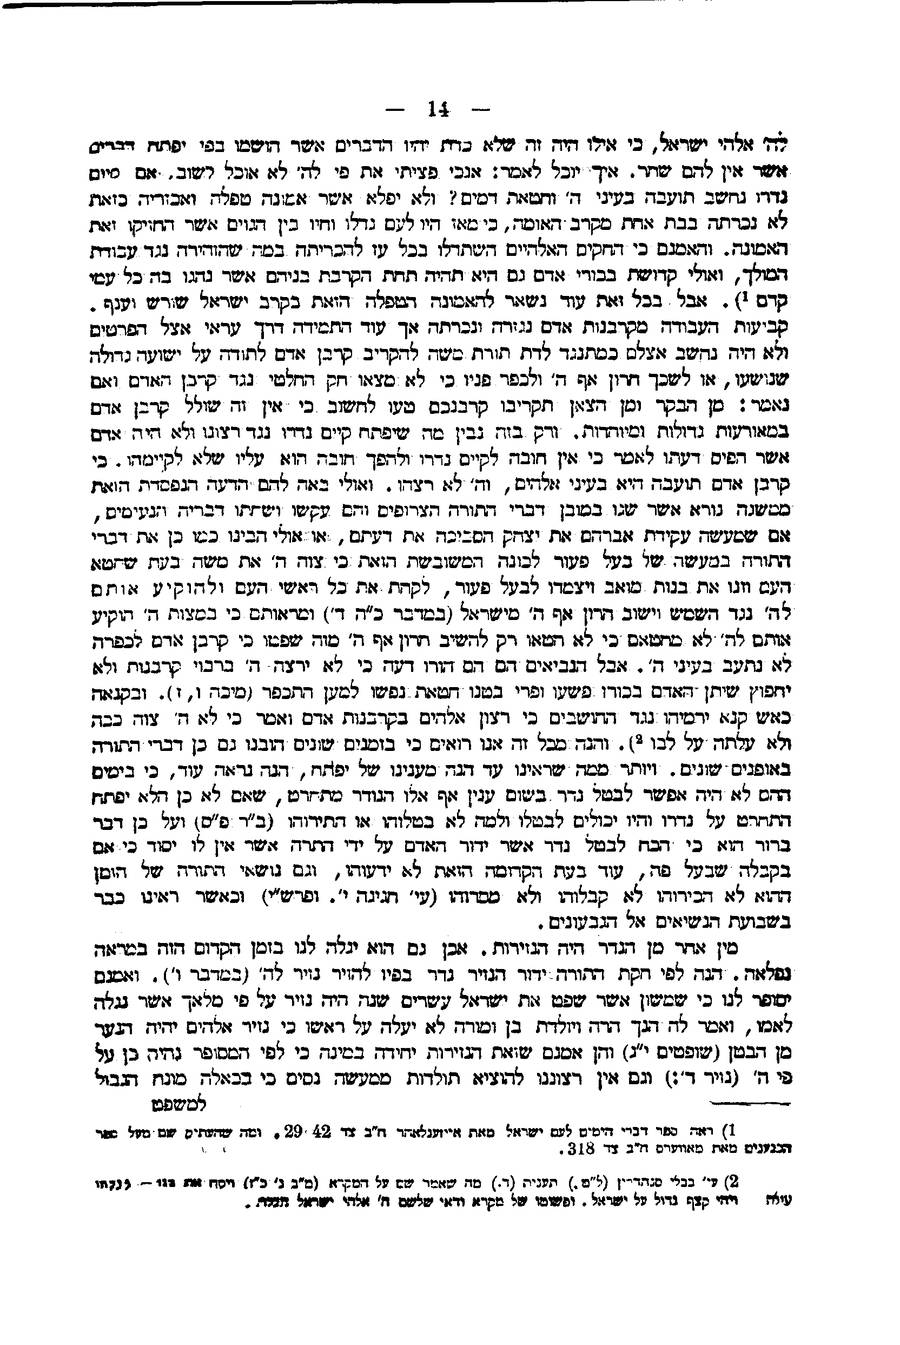 — 14 —
לה׳ אלהי ישראל, כי אילו היה זה שלא כדת יהיו הדברים אשר הושמו בפי יפתח דברים
אשר אין להם שחר. איך יוכל לאמר: אנכי פציתי את פי לה׳ לא אוכל לשוב. אם סיום
נדרו נחשב תועבה בעיני ה׳ וחטאת דמים? ולא יפלא אשר אמונה טפלה ואכזריה כזאת
לא נכרתה בבת אחת מקרב האומה, כי מאז היו לעם גדלו וחיו בין הגוים אשר החזיקו זאת
האמונה. והאמנם כי החקים האלהיים השתדלו בכל עז להכריתה במה שהזהירה נגד עבודת
המולך, ואולי קדושת בכורי אדם גם היא תהיה תחת הקרבת בניהם אשר נהגו בה כל עמי
קדם ¹). אבל בכל זאת עוד נשאר להאמונה הטפלה הזאת בקרב ישראל שורש וענף.
קביעות העבודה מקרבנות אדם נגזרה ונכרתה אך עוד התמידה דרך עראי אצל הפרטים
ולא היה נחשב אצלם כמתנגד לדת תורת משה להקריב קרבן אדם לתודה על ישועה גדולה
שנושעו, או לשכך חרון אף ה׳ ולכפר פניו כי לא מצאו חק החלטי נגד קרבן האדם ואם
נאמר: מן הבקר ומן הצאן תקריבו קרבנכם טעו לחשוב כי אין זה שולל קרבן אדם
במאורעות גדולות ומיוחדות. ורק בזה נבין מה שיפתח קיים נדרו נגד רצונו ולא היה אדם
אשר הפיס דעתו לאמר כי אין חובה לקיים נדרו ולהפך חובה הוא עליו שלא לקיימהו. כי
קרבן אדם תועבה היא בעיני אלהים, וה׳ לא רצהו. ואולי באה להם הדעה הנפסדת הזאת
ממשנה נורא אשר שגו במובן דברי התורה הצרופים והם עקשו ושחתו דבריה הנעימים,
אם שמעשה עקידת אברהם את יצחק הסביכה את דעתם, או אולי הבינו כמו כן את דברי
התורה במעשה של בעל פעור לכונה המשובשת הזאת כי צוה ה׳ את משה בעת שחטא
העם וזנו את בנות מואב ויצמדו לבעל פעור, לקחת את כל ראשי העם ולהוקיע אותם
לה׳ נגד השמש וישוב חרון אף ה׳ מישראל (במדבר כ״ה ד׳) ומראותם כי במצות ה׳ הוקיע
אותם לה׳ לא מחטאם כי לא חטאו רק להשיב חרון אף ה׳ מזה שפטו כי קרבן אדם לכפרה
לא נתעב בעיני ה׳. אבל הנביאים הם הם הורו דעה כי לא ירצה ה׳ ברבוי קרבנות ולא
יחפוץ שיתן האדם בכורו פשעו ופרי בטנו חטאת נפשו למען התכפר (מיכה ו, ז). ובקנאה
כאש קנא ירמיהו נגד החושבים כי רצון אלהים בקרבנות אדם ואמר כי לא ה׳ צוה ככה
ולא עלתה על לבו ²). והנה מכל זה אנו רואים כי בזמנים שונים הובנו גם כן דברי התורה
באופנים שונים. ויותר ממה שראינו עד הנה מענינו של יפתח, הנה נראה עוד, כי בימים
ההם לא היה אפשר לבטל נדר בשום ענין אף אלו הנודר מתחרט, שאם לא כן הלא יפתח
התחרט על נדרו והיו יכולים לבטלו ולמה לא בטלוהו או התירוהו (ב״ר פ״ס) ועל כן דבר
ברור הוא כי הכח לבטל נדר אשר ידור האדם על ידי התרה אשר אין לו יסוד כי אם
בקבלה שבעל פה, עוד בעת הקדומה הזאת לא ידעוהו, וגם נושאי התורה של הזמן
ההוא לא הכירוהו לא קבלוהו ולא מסרוהו (עי׳ חגיגה י׳. ופרש״י) וכאשר ראינו כבר
בשבועת הנשיאים אל הגבעונים.
מין אחר מן הנדר היה הנזירות. אכן גם הוא יגלה לנו בזמן הקדום הזה במראה
נפלאה. הנה לפי חקת התורה ידור הנזיר נדר בפיו להזיר נזיר לה׳ (במדבר ו׳). ואמנם
יסופר לנו כי שמשון אשר שפט את ישראל עשרים שנה היה נזיר על פי מלאך אשר נגלה
לאמו, ואמר לה הנך הרה ויולדת בן ומורה לא יעלה על ראשו כי נזיר אלהים יהיה הנער
מן הבטן (שופטים י״ג) והן אמנם שזאת הנזירות יחידה במינה כי לפי המסופר נהיה כן על
פי ה׳ (נזיר ד׳:) וגם אין רצוננו להוציא תולדות ממעשה נסים כי בכאלה מונח הגבול
למשפט
1) ראה ספר דברי הימים לעם ישראל מאת אייזענלאהר ח״ב צד 42 29. ומה שהעתיק שם מעל ספר
הכנענים מאת מאווערס ח״ב צד 318.
2) עי׳ בבלי סנהדרין (ל״ט.) תענית (ד.) מה שאמר שם על המקרא (מ״ב ג׳ כ״ז) ויקח את בנו —
עולה ויהי קצף גדול על ישראל. ופשוטו של מקרא ודאי שלשם ה׳ אלהי ישראל